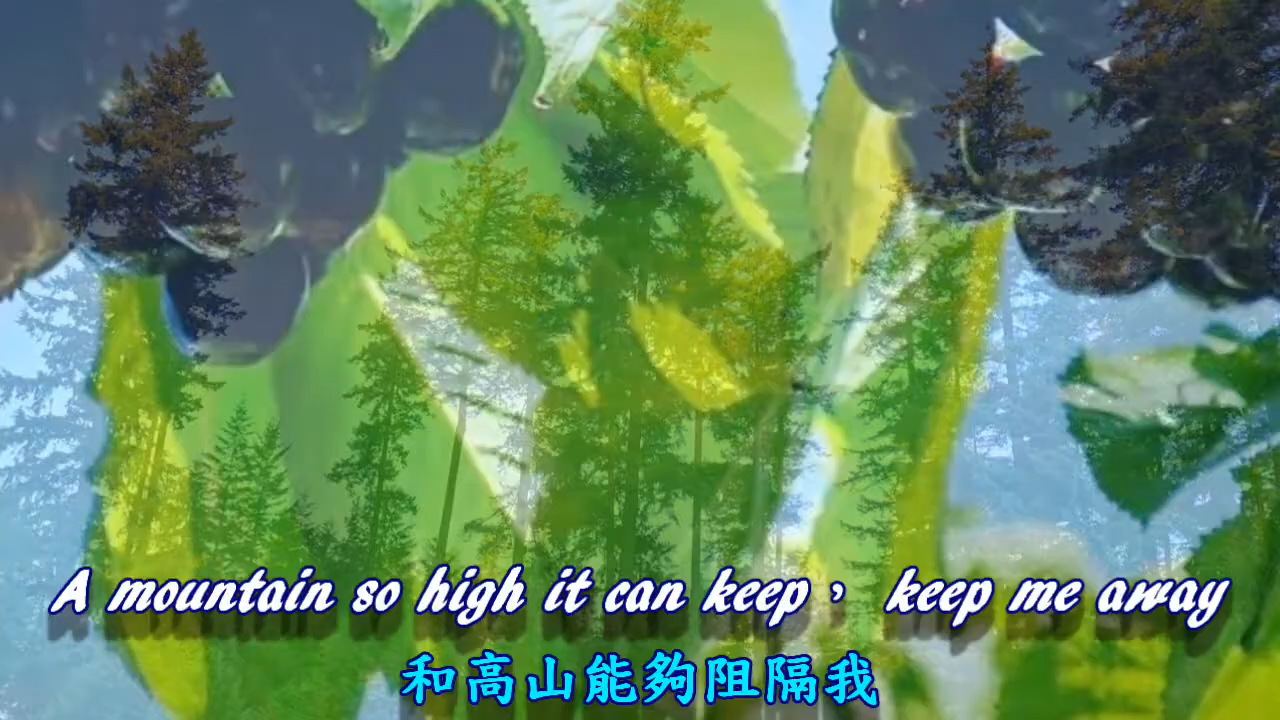 A mountain so high it can keep， keep me away
和高山能夠阻隔我